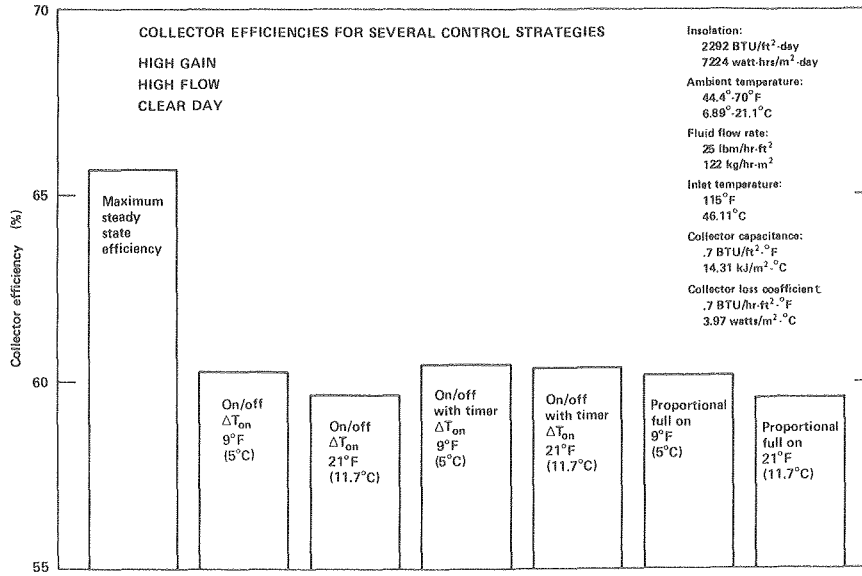 COLLECTOR EFFICIENCIES FOR SEVERAL CONTROL STRATEGIES
HIGH GAIN
HIGH FLOW
CLEAR DAY
Insolation:
2292 BTU/ft²·day
7224 watt-hrs/m²·day
Ambient temperature:
44.4°-70°F
6.89°-21.1°C
Fluid flow rate:
25 lbm/hr-ft²
122 kg/hr-m²
Inlet temperature:
115°F
46.11°C
Collector capacitance:
.7 BTU/ft²·°F
14.31 kJ/m²·°C
Collector loss coefficient
.7 BTU/hr-ft²·°F
3.97 watts/m²·°C
Collector efficiency (%)
70
65
60
55
Maximum
steady
state
efficiency
On/off
ΔTon
9°F
(5°C)
On/off
ΔTon
21°F
(11.7°C)
On/off
with timer
ΔTon
9°F
(5°C)
On/off
with timer
ΔTon
21°F
(11.7°C)
Proportional
full on
9°F
(5°C)
Proportional
full on
21°F
(11.7°C)